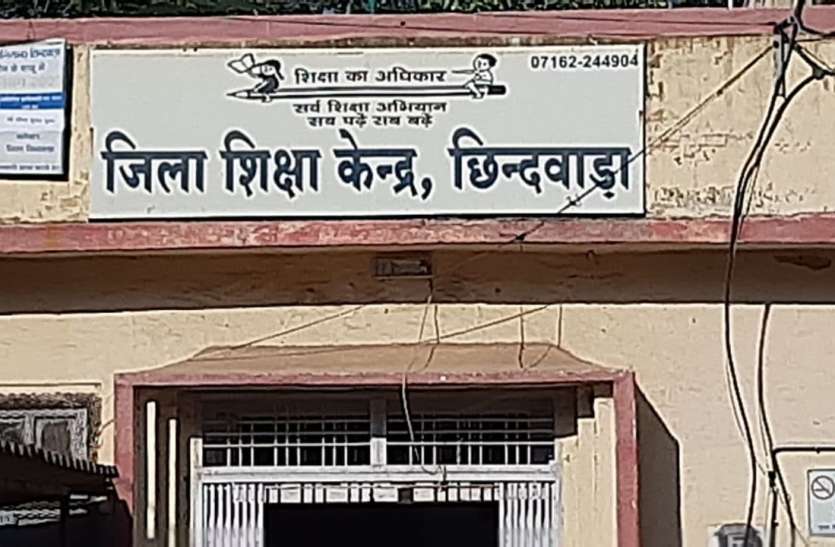 शिक्षा का अधिकार
07162-244904
सर्व शिक्षा अभियान
सब पढ़ें सब बढ़ें
जिला शिक्षा केन्द्र, छिन्दवाड़ा